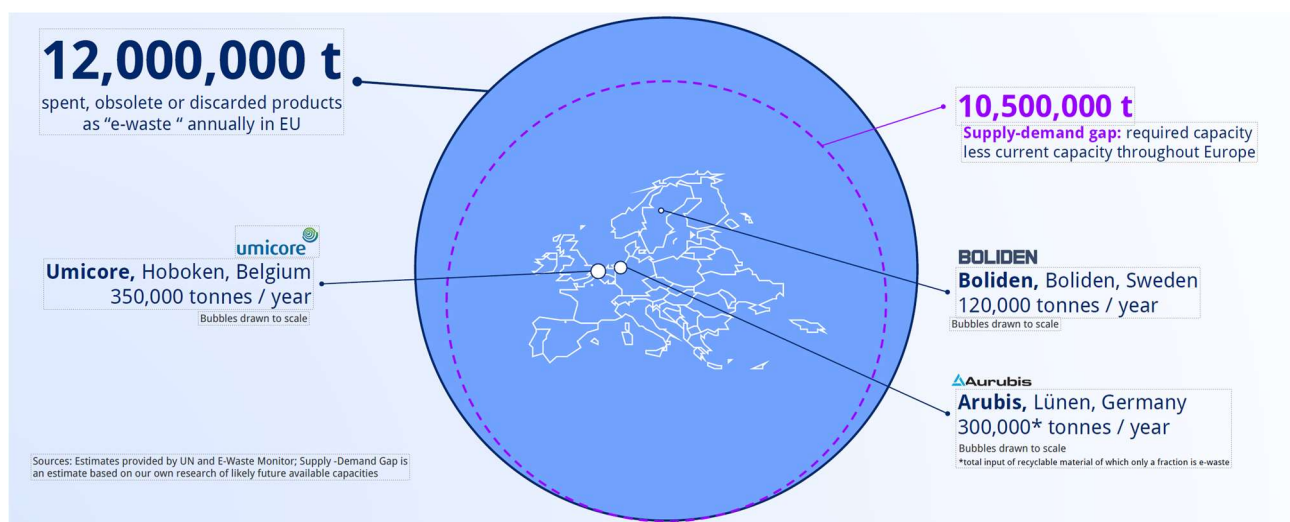 12,000,000 t
spent, obsolete or discarded products
as “e-waste “ annually in EU
10,500,000 t
Supply-demand gap: required capacity
less current capacity throughout Europe
umicore
Umicore, Hoboken, Belgium
350,000 tonnes / year
Bubbles drawn to scale
BOLIDEN
Boliden, Boliden, Sweden
120,000 tonnes / year
Bubbles drawn to scale
Aurubis
Arubis, Lünen, Germany
300,000* tonnes / year
Bubbles drawn to scale
*total input of recyclable material of which only a fraction is e-waste
Sources: Estimates provided by UN and E-Waste Monitor; Supply -Demand Gap is
an estimate based on our own research of likely future available capacities